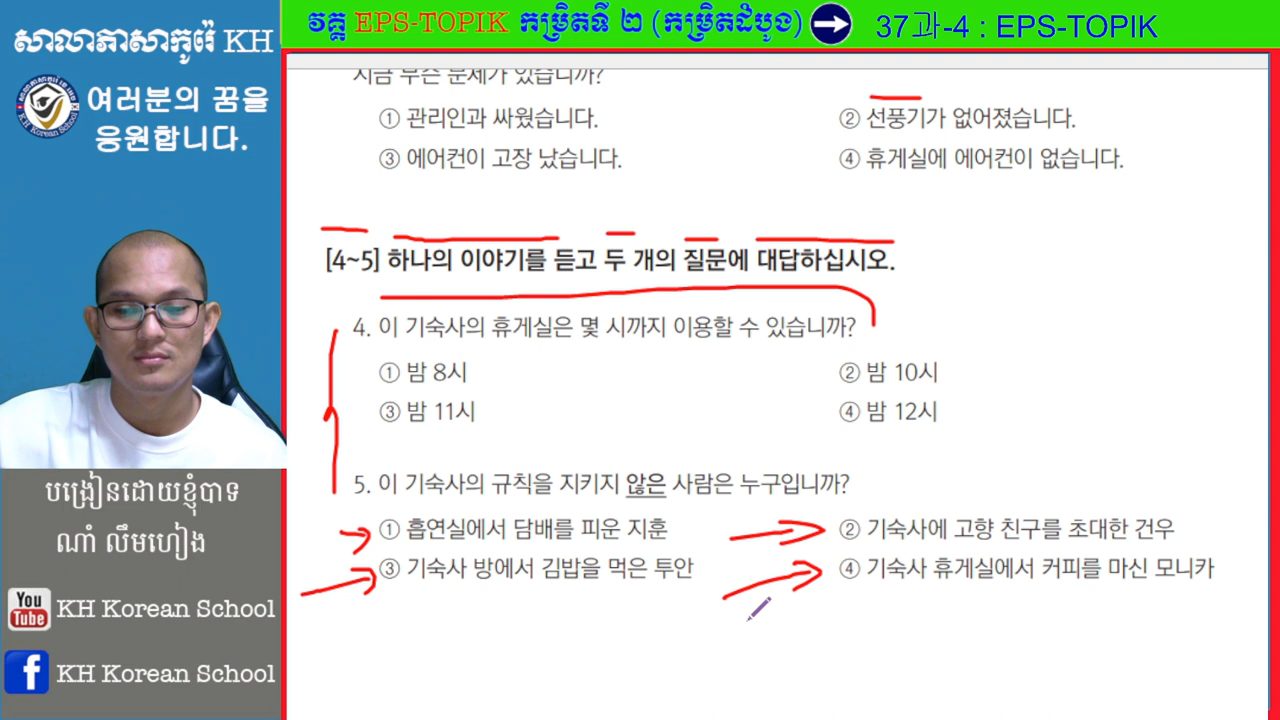 សាលាភាសាកូរ៉េ KH
여러분의 꿈을
응원합니다.
វគ្គ EPS-TOPIK កម្រិតទី ២ (កម្រិតដំបូង)
37과-4 : EPS-TOPIK
지금 무슨 문제가 있습니까?
① 관리인과 싸웠습니다.
② 선풍기가 없어졌습니다.
③ 에어컨이 고장 났습니다.
④ 휴게실에 에어컨이 없습니다.
[4~5] 하나의 이야기를 듣고 두 개의 질문에 대답하십시오.
4. 이 기숙사의 휴게실은 몇 시까지 이용할 수 있습니까?
① 밤 8시
② 밤 10시
③ 밤 11시
④ 밤 12시
5. 이 기숙사의 규칙을 지키지 않은 사람은 누구입니까?
① 흡연실에서 담배를 피운 지훈
② 기숙사에 고향 친구를 초대한 건우
③ 기숙사 방에서 김밥을 먹은 투안
④ 기숙사 휴게실에서 커피를 마신 모니카
បង្រៀនដោយខ្ញុំបាទ
ណាំ លឹមហៀង
You Tube KH Korean School
f KH Korean School